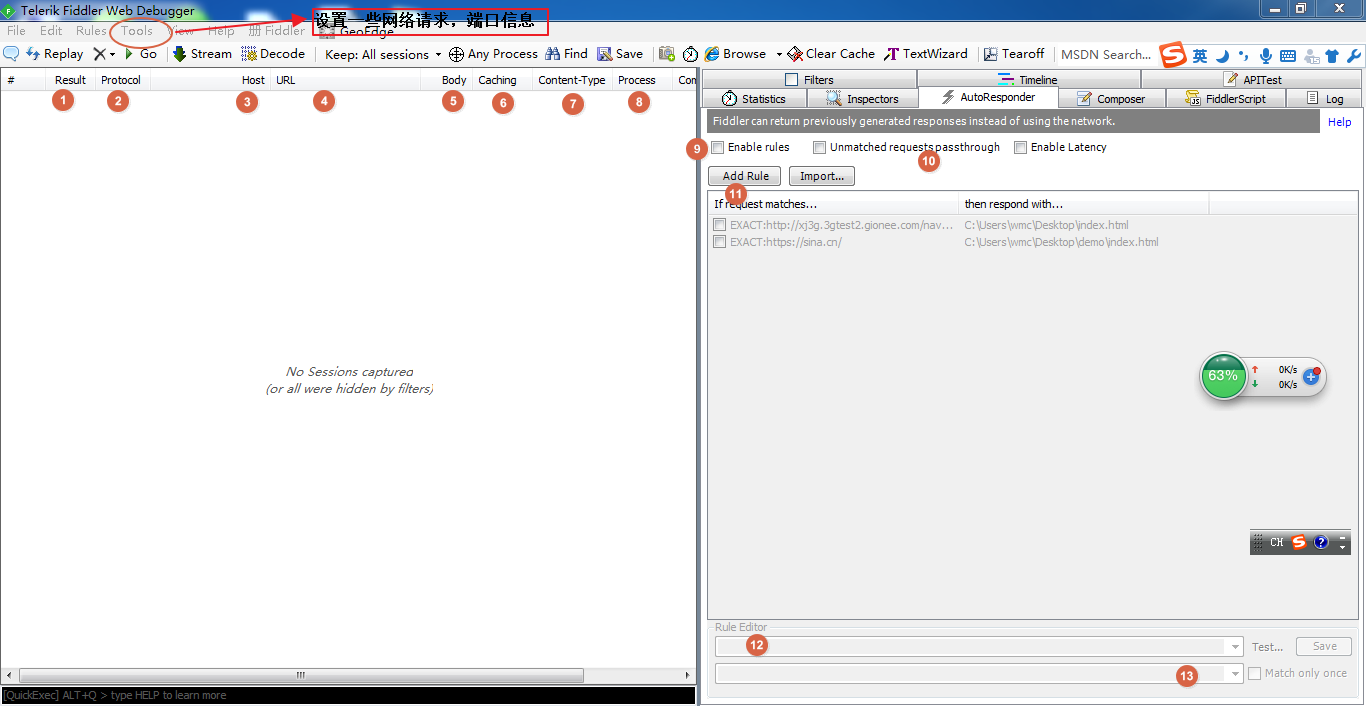 Telerik Fiddler Web Debugger
设置一些网络请求，端口信息
File Edit Rules Tools View Help Fiddler GeoEdge
Replay Go Stream Decode Keep: All sessions Any Process Find Save Browse Clear Cache TextWizard Tearoff MSDN Search... 英
# Result Protocol Host URL Body Caching Content-Type Process Com
1 2 3 4 5 6 7 8
Filters Timeline APITest
Statistics Inspectors AutoResponder Composer FiddlerScript Log
Fiddler can return previously generated responses instead of using the network. Help
9 Enable rules Unmatched requests passthrough Enable Latency
10
Add Rule Import...
11
If request matches... then respond with...
EXACT:http://xj3g.3gtest2.gionee.com/nav... C:\Users\wmc\Desktop\index.html
EXACT:https://sina.cn/ C:\Users\wmc\Desktop\demo\index.html
No Sessions captured
(or all were hidden by filters)
63% 0K/s
0K/s
CH
Rule Editor
12 Test... Save
13 Match only once
[QuickExec] ALT+Q > type HELP to learn more